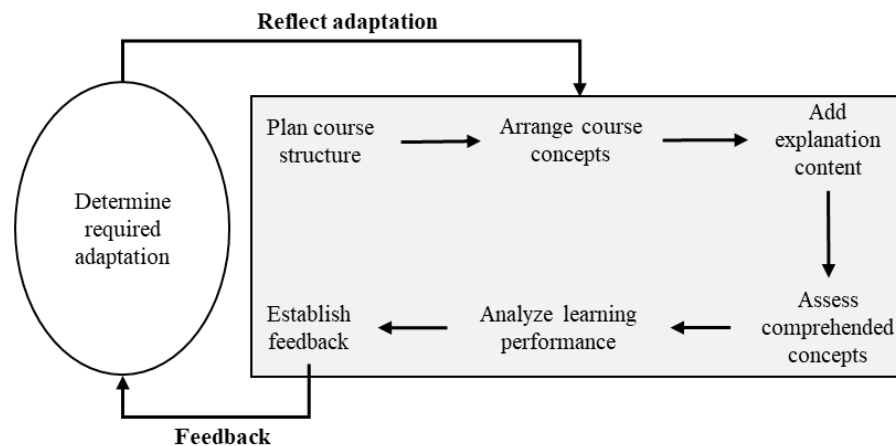 Reflect adaptation
Plan course
structure
Arrange course
concepts
Add
explanation
content
Determine
required
adaptation
Assess
comprehended
concepts
Analyze learning
performance
Establish
feedback
Feedback